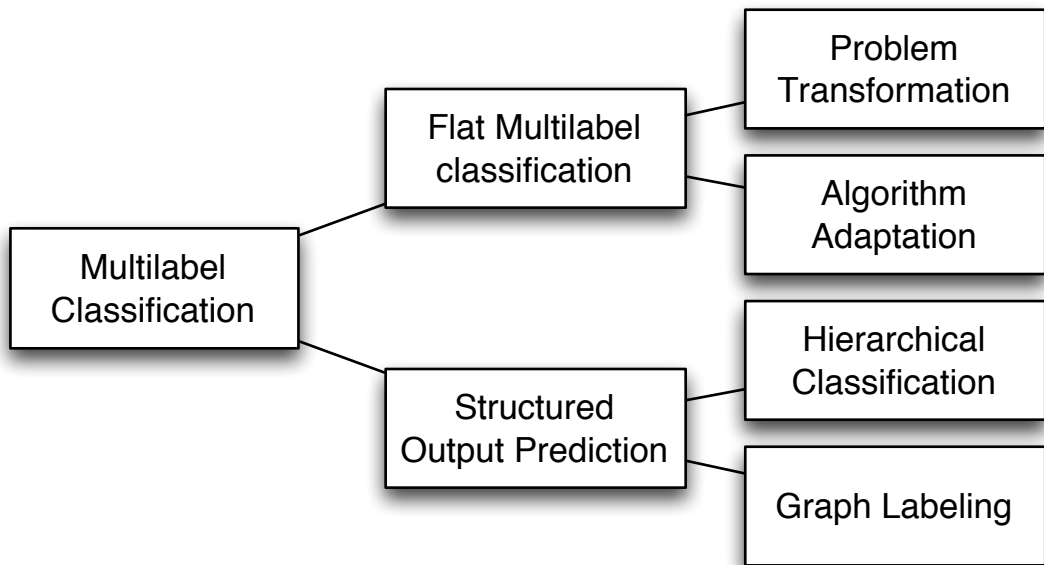 Multilabel
Classification
Flat Multilabel
classification
Structured
Output Prediction
Problem
Transformation
Algorithm
Adaptation
Hierarchical
Classification
Graph Labeling